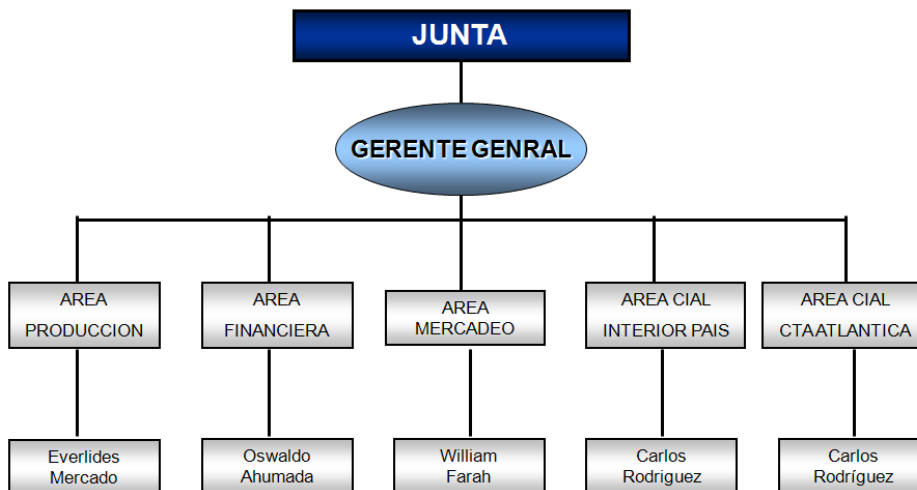 JUNTA
GERENTE GENRAL
AREA
PRODUCCION
AREA
FINANCIERA
AREA
MERCADEO
AREA CIAL
INTERIOR PAIS
AREA CIAL
CTA ATLANTICA
Everlides
Mercado
Oswaldo
Ahumada
William
Farah
Carlos
Rodriguez
Carlos
Rodríguez